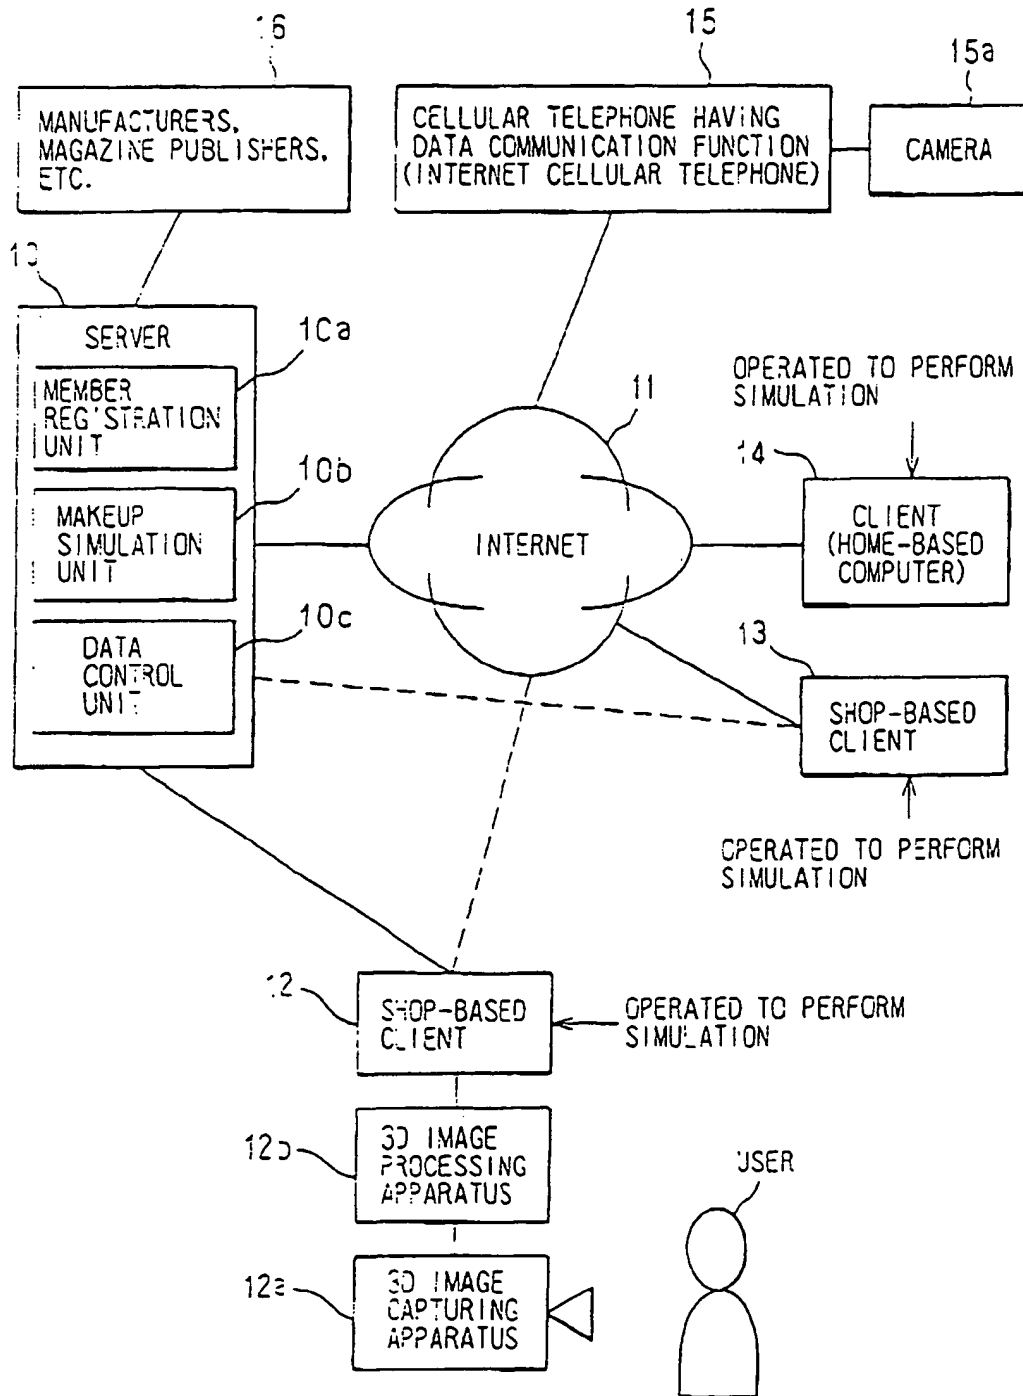 16
MANUFACTURERS,
MAGAZINE PUBLISHERS,
ETC.
15
CELLULAR TELEPHONE HAVING
DATA COMMUNICATION FUNCTION
(INTERNET CELLULAR TELEPHONE)
15a
CAMERA
10
SERVER
10a
MEMBER
REGISTRATION
UNIT
10b
MAKEUP
SIMULATION
UNIT
10c
DATA
CONTROL
UNIT
11
INTERNET
OPERATED TO PERFORM
SIMULATION
14
CLIENT
(HOME-BASED
COMPUTER)
13
SHOP-BASED
CLIENT
OPERATED TO PERFORM
SIMULATION
12
SHOP-BASED
CLIENT
OPERATED TO PERFORM
SIMULATION
12b
3D IMAGE
PROCESSING
APPARATUS
12a
3D IMAGE
CAPTURING
APPARATUS
USER